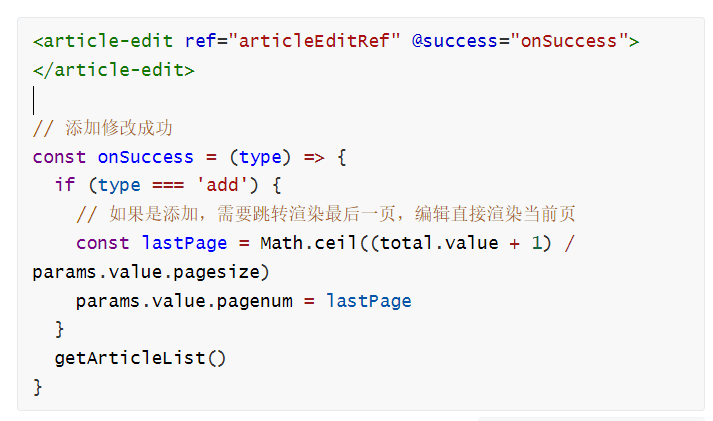 <article-edit ref="articleEditRef" @success="onSuccess">
</article-edit>
// 添加修改成功
const onSuccess = (type) => {
  if (type === 'add') {
    // 如果是添加，需要跳转渲染最后一页，编辑直接渲染当前页
    const lastPage = Math.ceil((total.value + 1) /
params.value.pagesize)
    params.value.pagenum = lastPage
  }
  getArticleList()
}